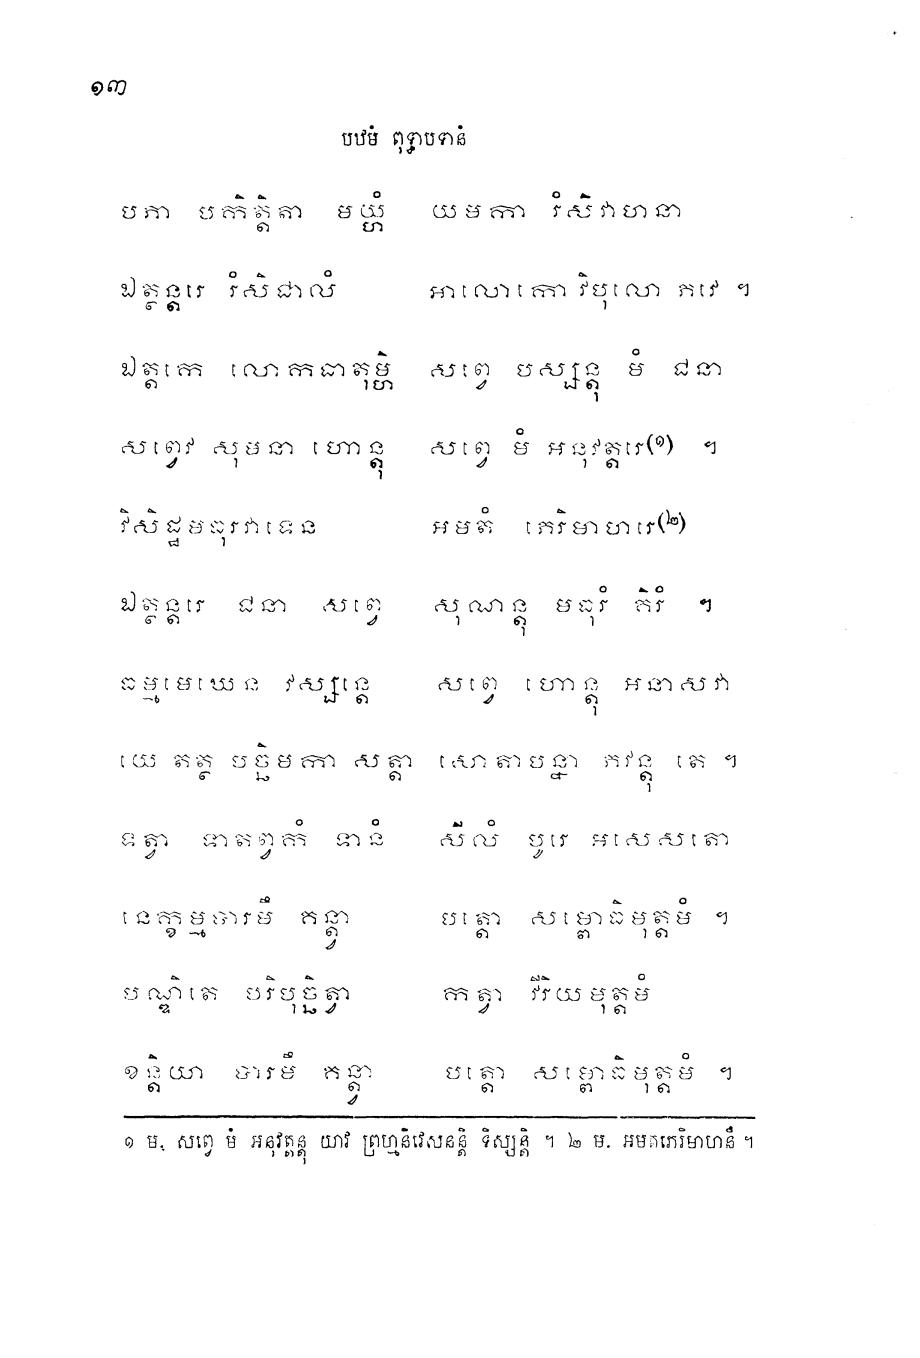 ១៣
បឋមំ ពុទ្ធាបទានំ
បភា បកិត្តិតា មយ្ហំ យមកា រំសិវាហនា
ឯត្ថន្តរេ រំសិជាលំ អាលោកោ វិបុលោ ភវេ ។
ឯត្តកេ លោកធាតុម្ហិ សព្វេ បស្សន្តុ មំ ជនា
សព្វេវ សុមនា ហោន្តុ សព្វេ មំ អនុវត្តរេ(១) ។
វិសិដ្ឋមធុរវាទេន អមតំ ភេរិមាហរេ(២)
ឯត្ថន្តរេ ជនា សព្វេ សុណាន្តុ មធុរំ គិរំ ។
ធម្មមេឃេន វស្សន្តេ សព្វេ ហោន្តុ អនាសវា
យេ តត្ថ បច្ឆិមកា សត្តា សោតាបន្នា ភវន្តុ តេ ។
ទត្វា ទាតព្វកំ ទានំ សីលំ បូរេ អសេសតោ
នេក្ខម្មបារមឹ គន្ត្វា បត្តោ សម្ពោធិមុត្តមំ ។
បណ្ឌិតេ បរិបុច្ឆិត្វា កត្វា វីរិយមុត្តមំ
ខន្តិយា បារមឹ គន្ត្វា បត្តោ សម្ពោធិមុត្តមំ ។
១ ម. សព្វេ មំ អនុវត្តន្តុ យាវ ព្រហ្មនិវេសនន្តិ ទិស្សន្តិ ។ ២ ម. អមតភេរិមាហនឹ ។